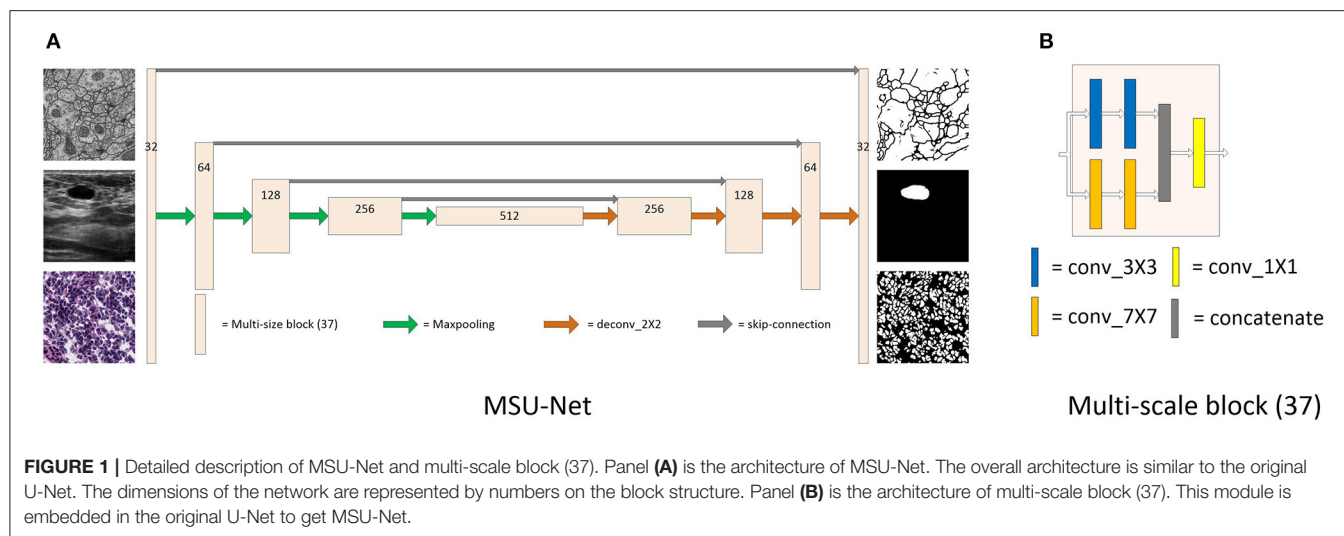 A
B
32
64
128
256
512
256
128
64
32
= Multi-size block (37)
= Maxpooling
= deconv_2X2
= skip-connection
MSU-Net
= conv_3X3
= conv_1X1
= conv_7X7
= concatenate
Multi-scale block (37)
FIGURE 1 | Detailed description of MSU-Net and multi-scale block (37). Panel (A) is the architecture of MSU-Net. The overall architecture is similar to the original
U-Net. The dimensions of the network are represented by numbers on the block structure. Panel (B) is the architecture of multi-scale block (37). This module is
embedded in the original U-Net to get MSU-Net.